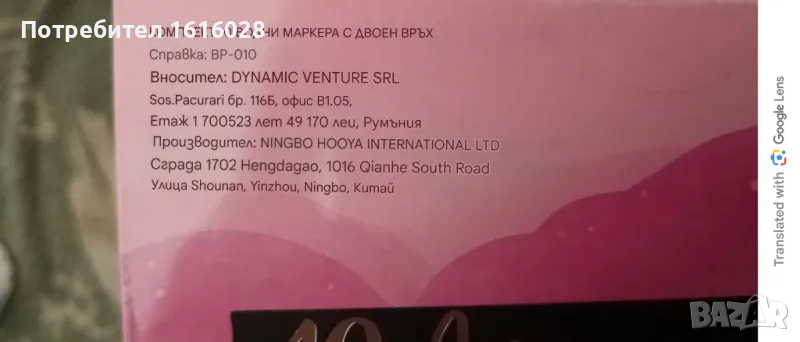 Потребител 1616028
МАРКЕРА С ДВОЕН ВРЪХ
Справка: BP-010
Вносител: DYNAMIC VENTURE SRL
Sos.Pacurari бр. 116Б, офис B1.05,
Етаж 1 700523 лет 49 170 леи, Румъния
Производител: NINGBO HOOYA INTERNATIONAL LTD
Сграда 1702 Hengdagao, 1016 Qianhe South Road
Улица Shounan, Yinzhou, Ningbo, Китай
Translated with Google Lens
BAZAR